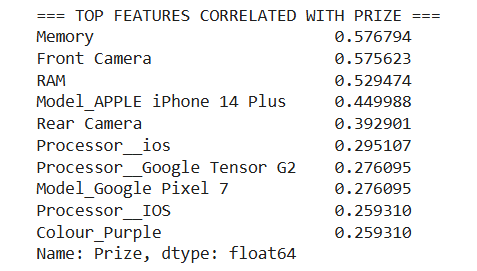 === TOP FEATURES CORRELATED WITH PRIZE ===
Memory 0.576794
Front Camera 0.575623
RAM 0.529474
Model_APPLE iPhone 14 Plus 0.449988
Rear Camera 0.392901
Processor__ios 0.295107
Processor__Google Tensor G2 0.276095
Model_Google Pixel 7 0.276095
Processor__IOS 0.259310
Colour_Purple 0.259310
Name: Prize, dtype: float64